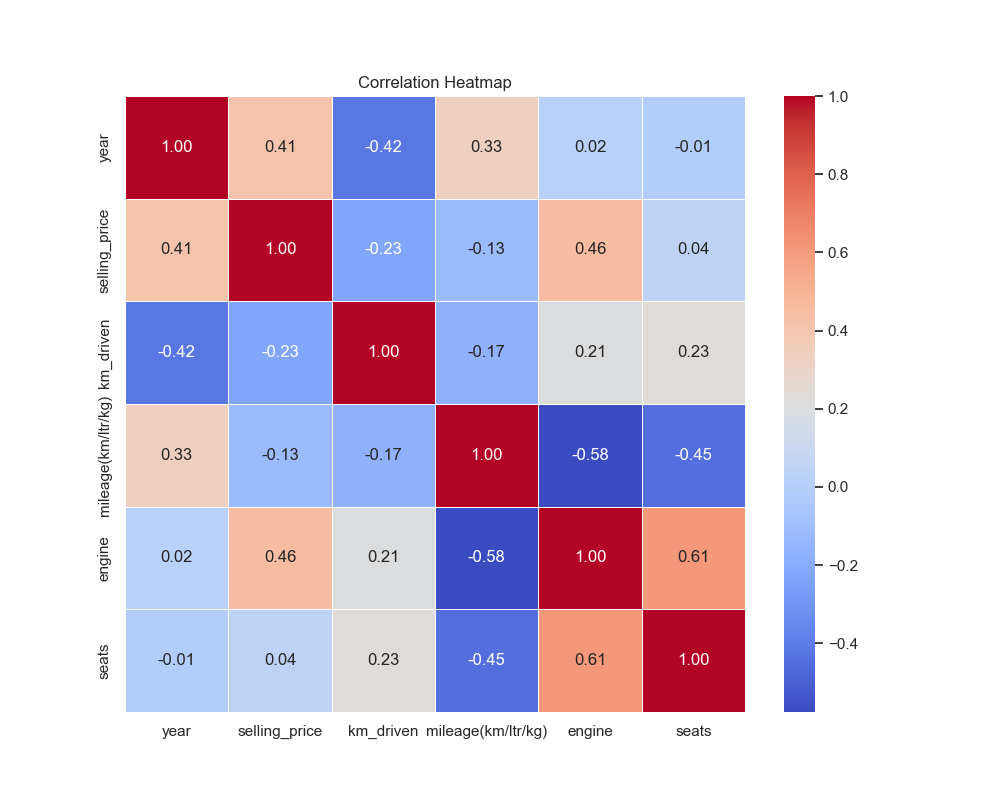 Correlation Heatmap
year 1.00 0.41 -0.42 0.33 0.02 -0.01
selling_price 0.41 1.00 -0.23 -0.13 0.46 0.04
km_driven -0.42 -0.23 1.00 -0.17 0.21 0.23
mileage(km/ltr/kg) 0.33 -0.13 -0.17 1.00 -0.58 -0.45
engine 0.02 0.46 0.21 -0.58 1.00 0.61
seats -0.01 0.04 0.23 -0.45 0.61 1.00
year selling_price km_driven mileage(km/ltr/kg) engine seats
1.0
0.8
0.6
0.4
0.2
0.0
−0.2
−0.4